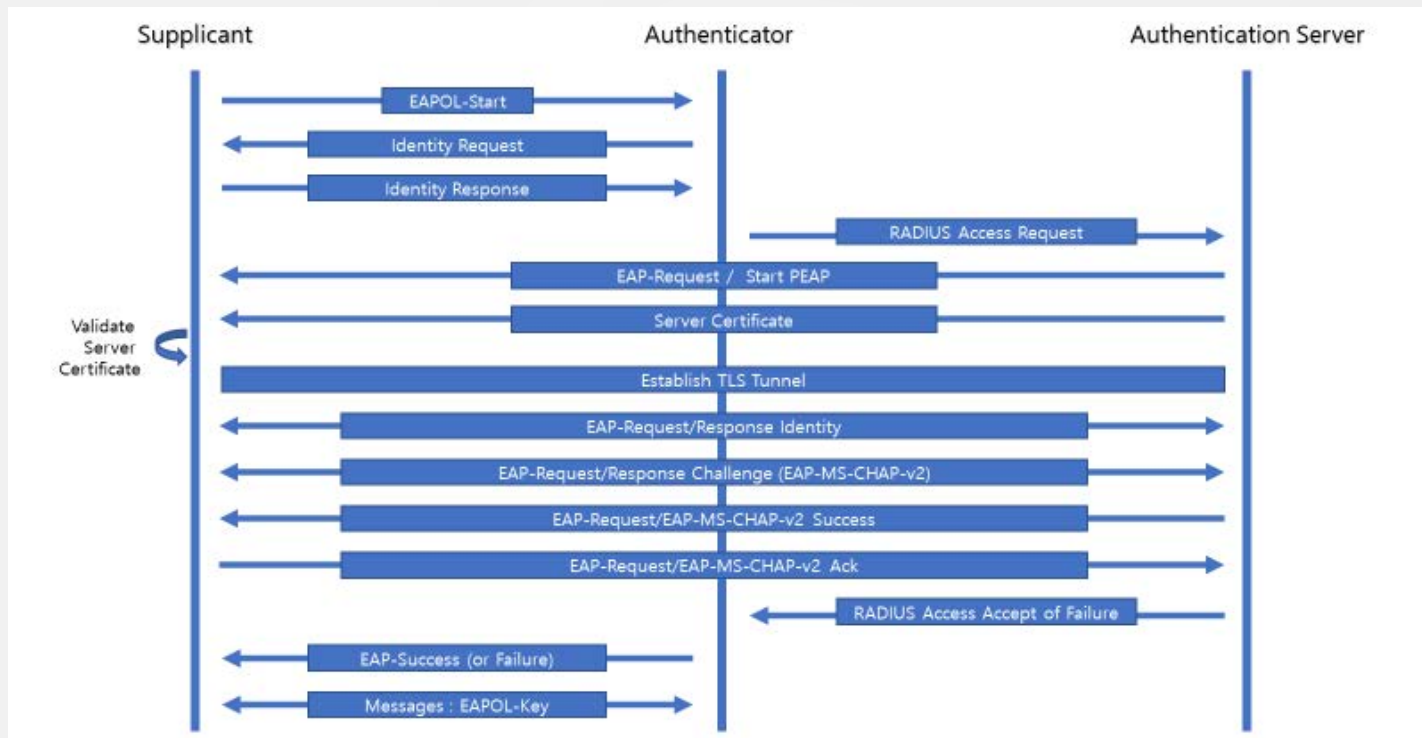 Supplicant
Authenticator
Authentication Server
EAPOL-Start
Identity Request
Identity Response
RADIUS Access Request
EAP-Request / Start PEAP
Server Certificate
Validate
Server
Certificate
Establish TLS Tunnel
EAP-Request/Response Identity
EAP-Request/Response Challenge (EAP-MS-CHAP-v2)
EAP-Request/EAP-MS-CHAP-v2 Success
EAP-Request/EAP-MS-CHAP-v2 Ack
RADIUS Access Accept of Failure
EAP-Success (or Failure)
Messages : EAPOL-Key